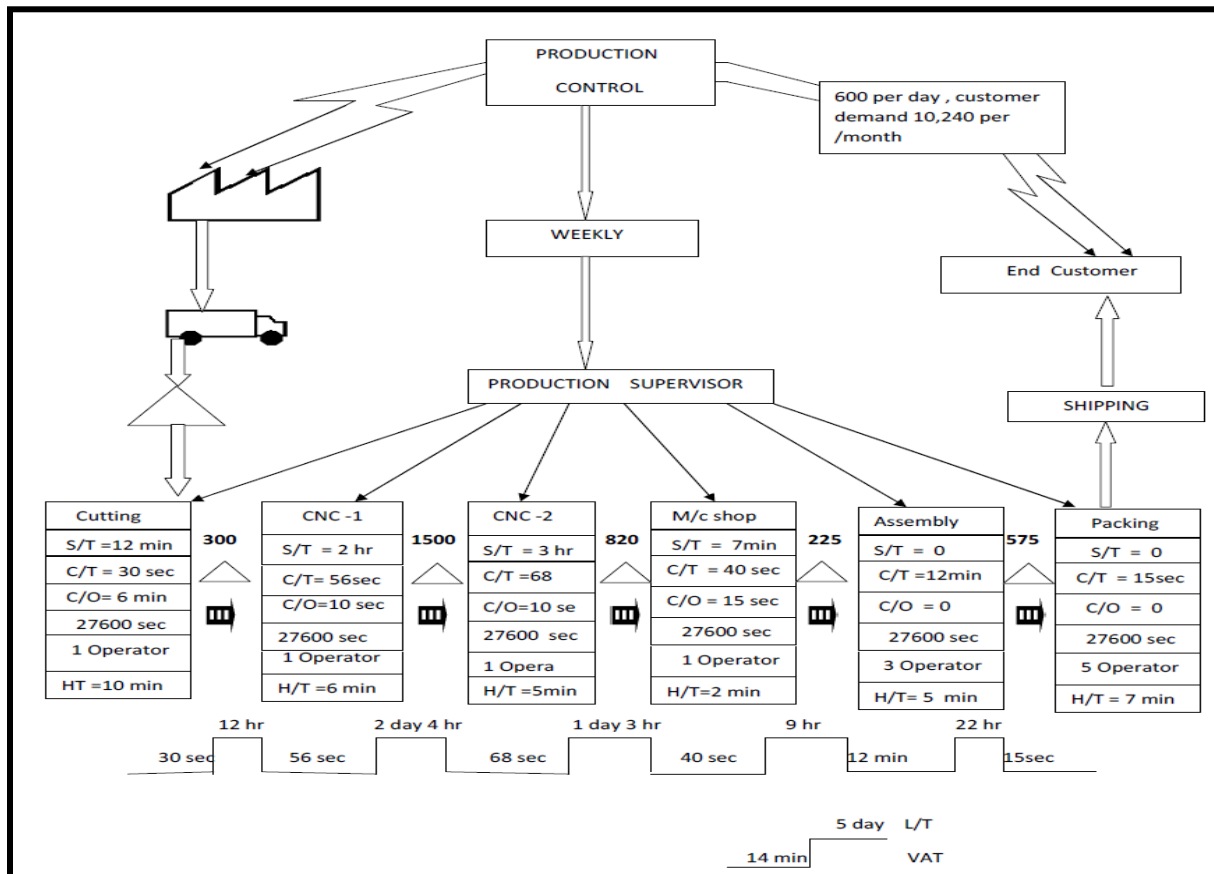 PRODUCTION
CONTROL
600 per day , customer
demand 10,240 per
/month
WEEKLY
End Customer
PRODUCTION SUPERVISOR
SHIPPING
Cutting
S/T = 12 min
C/T = 30 sec
C/O= 6 min
27600 sec
1 Operator
HT =10 min
300
CNC -1
S/T = 2 hr
C/T= 56sec
C/O=10 sec
27600 sec
1 Operator
H/T =6 min
1500
CNC -2
S/T = 3 hr
C/T =68
C/O=10 se
27600 sec
1 Opera
H/T =5min
820
M/c shop
S/T = 7min
C/T = 40 sec
C/O = 15 sec
27600 sec
1 Operator
H/T=2 min
225
Assembly
S/T = 0
C/T =12min
C/O = 0
27600 sec
3 Operator
H/T= 5 min
575
Packing
S/T = 0
C/T = 15sec
C/O = 0
27600 sec
5 Operator
H/T = 7 min
12 hr
2 day 4 hr
1 day 3 hr
9 hr
22 hr
30 sec
56 sec
68 sec
40 sec
12 min
15sec
5 day L/T
14 min VAT